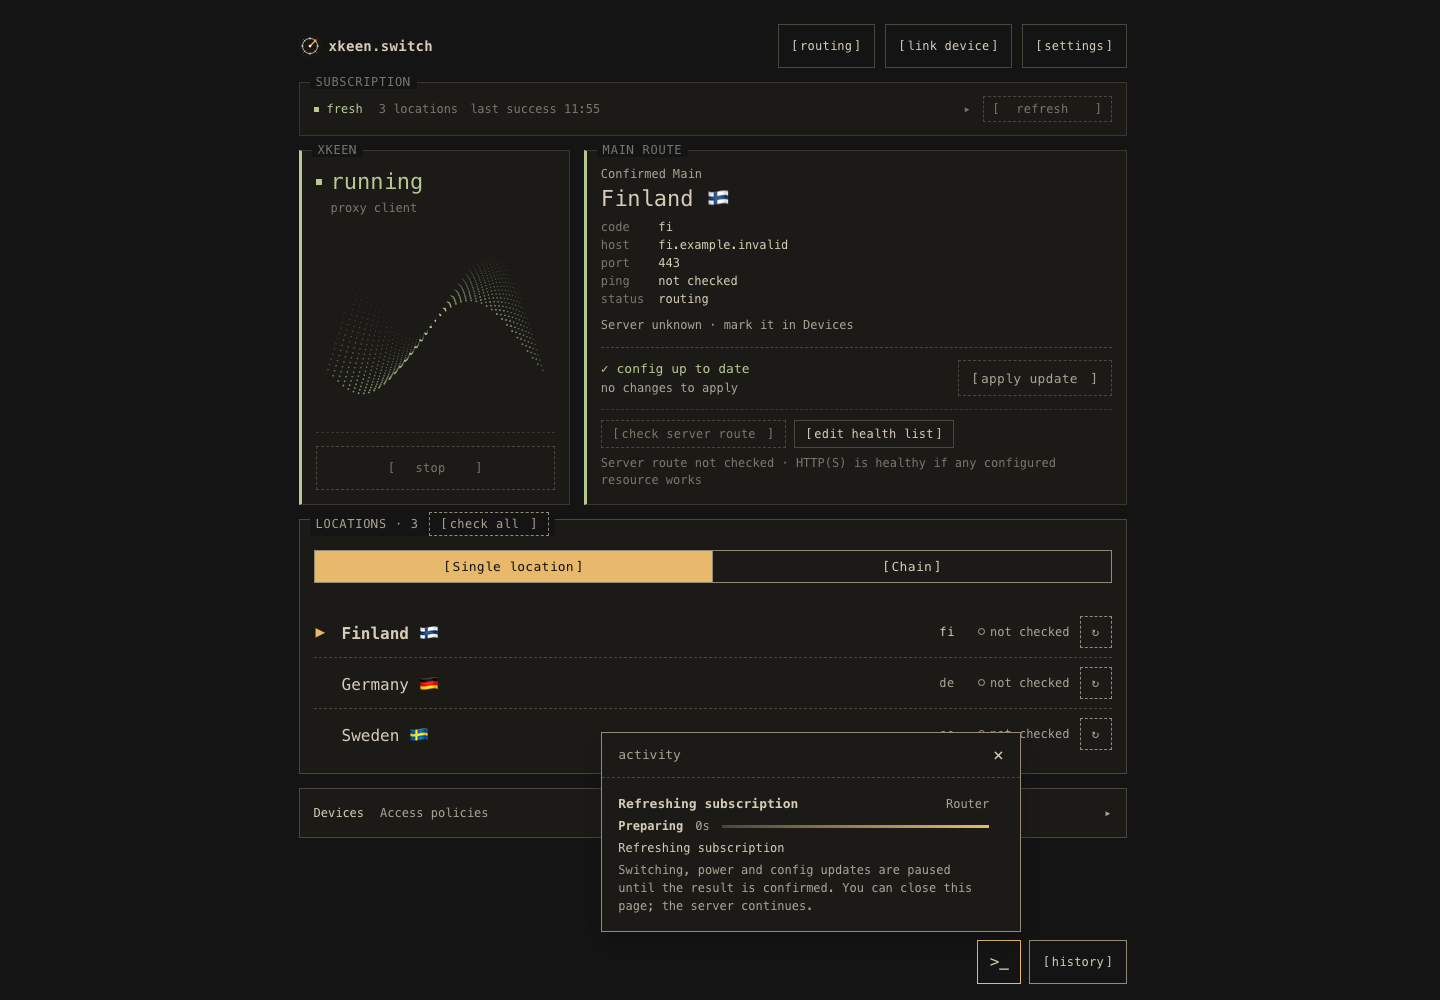 xkeen.switch
[routing] [link device] [settings]
SUBSCRIPTION
fresh 3 locations last success 11:55 ▸ [ refresh ]
XKEEN
running
proxy client
[ stop ]
MAIN ROUTE
Confirmed Main
Finland
code fi
host fi.example.invalid
port 443
ping not checked
status routing
Server unknown · mark it in Devices
✓ config up to date
no changes to apply
[apply update ]
[check server route ] [edit health list]
Server route not checked · HTTP(S) is healthy if any configured
resource works
LOCATIONS · 3 [check all ]
[Single location] [Chain]
▶ Finland fi ○ not checked ↻
Germany de ○ not checked ↻
Sweden checked ↻
Devices Access policies ▸
activity ×
Refreshing subscription Router
Preparing 0s
Refreshing subscription
Switching, power and config updates are paused
until the result is confirmed. You can close this
page; the server continues.
>_ [history]